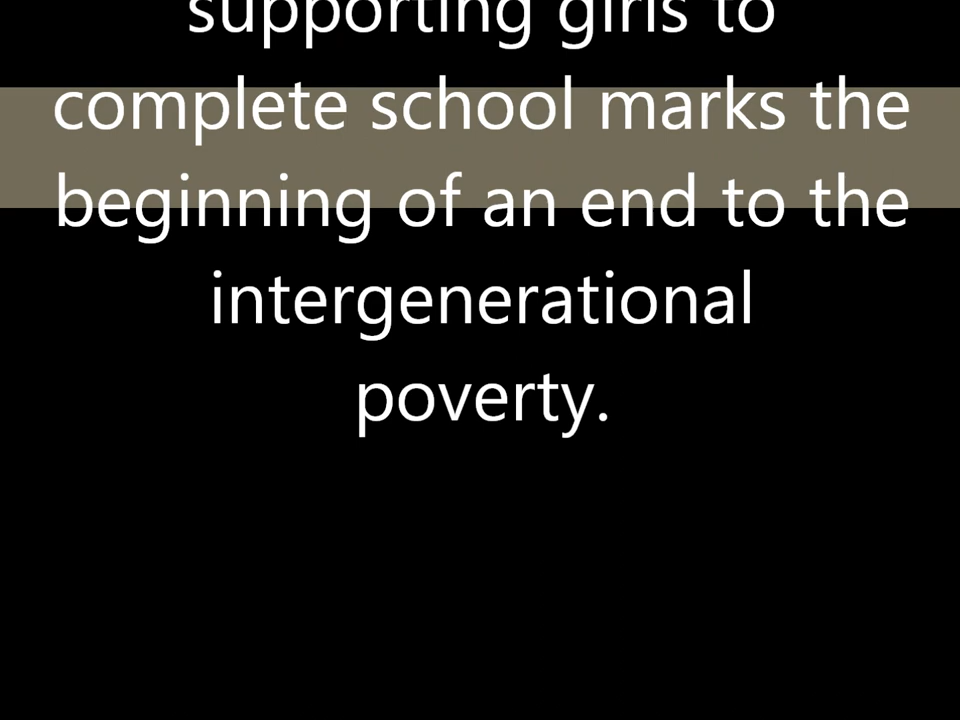 supporting girls to
complete school marks the
beginning of an end to the
intergenerational
poverty.